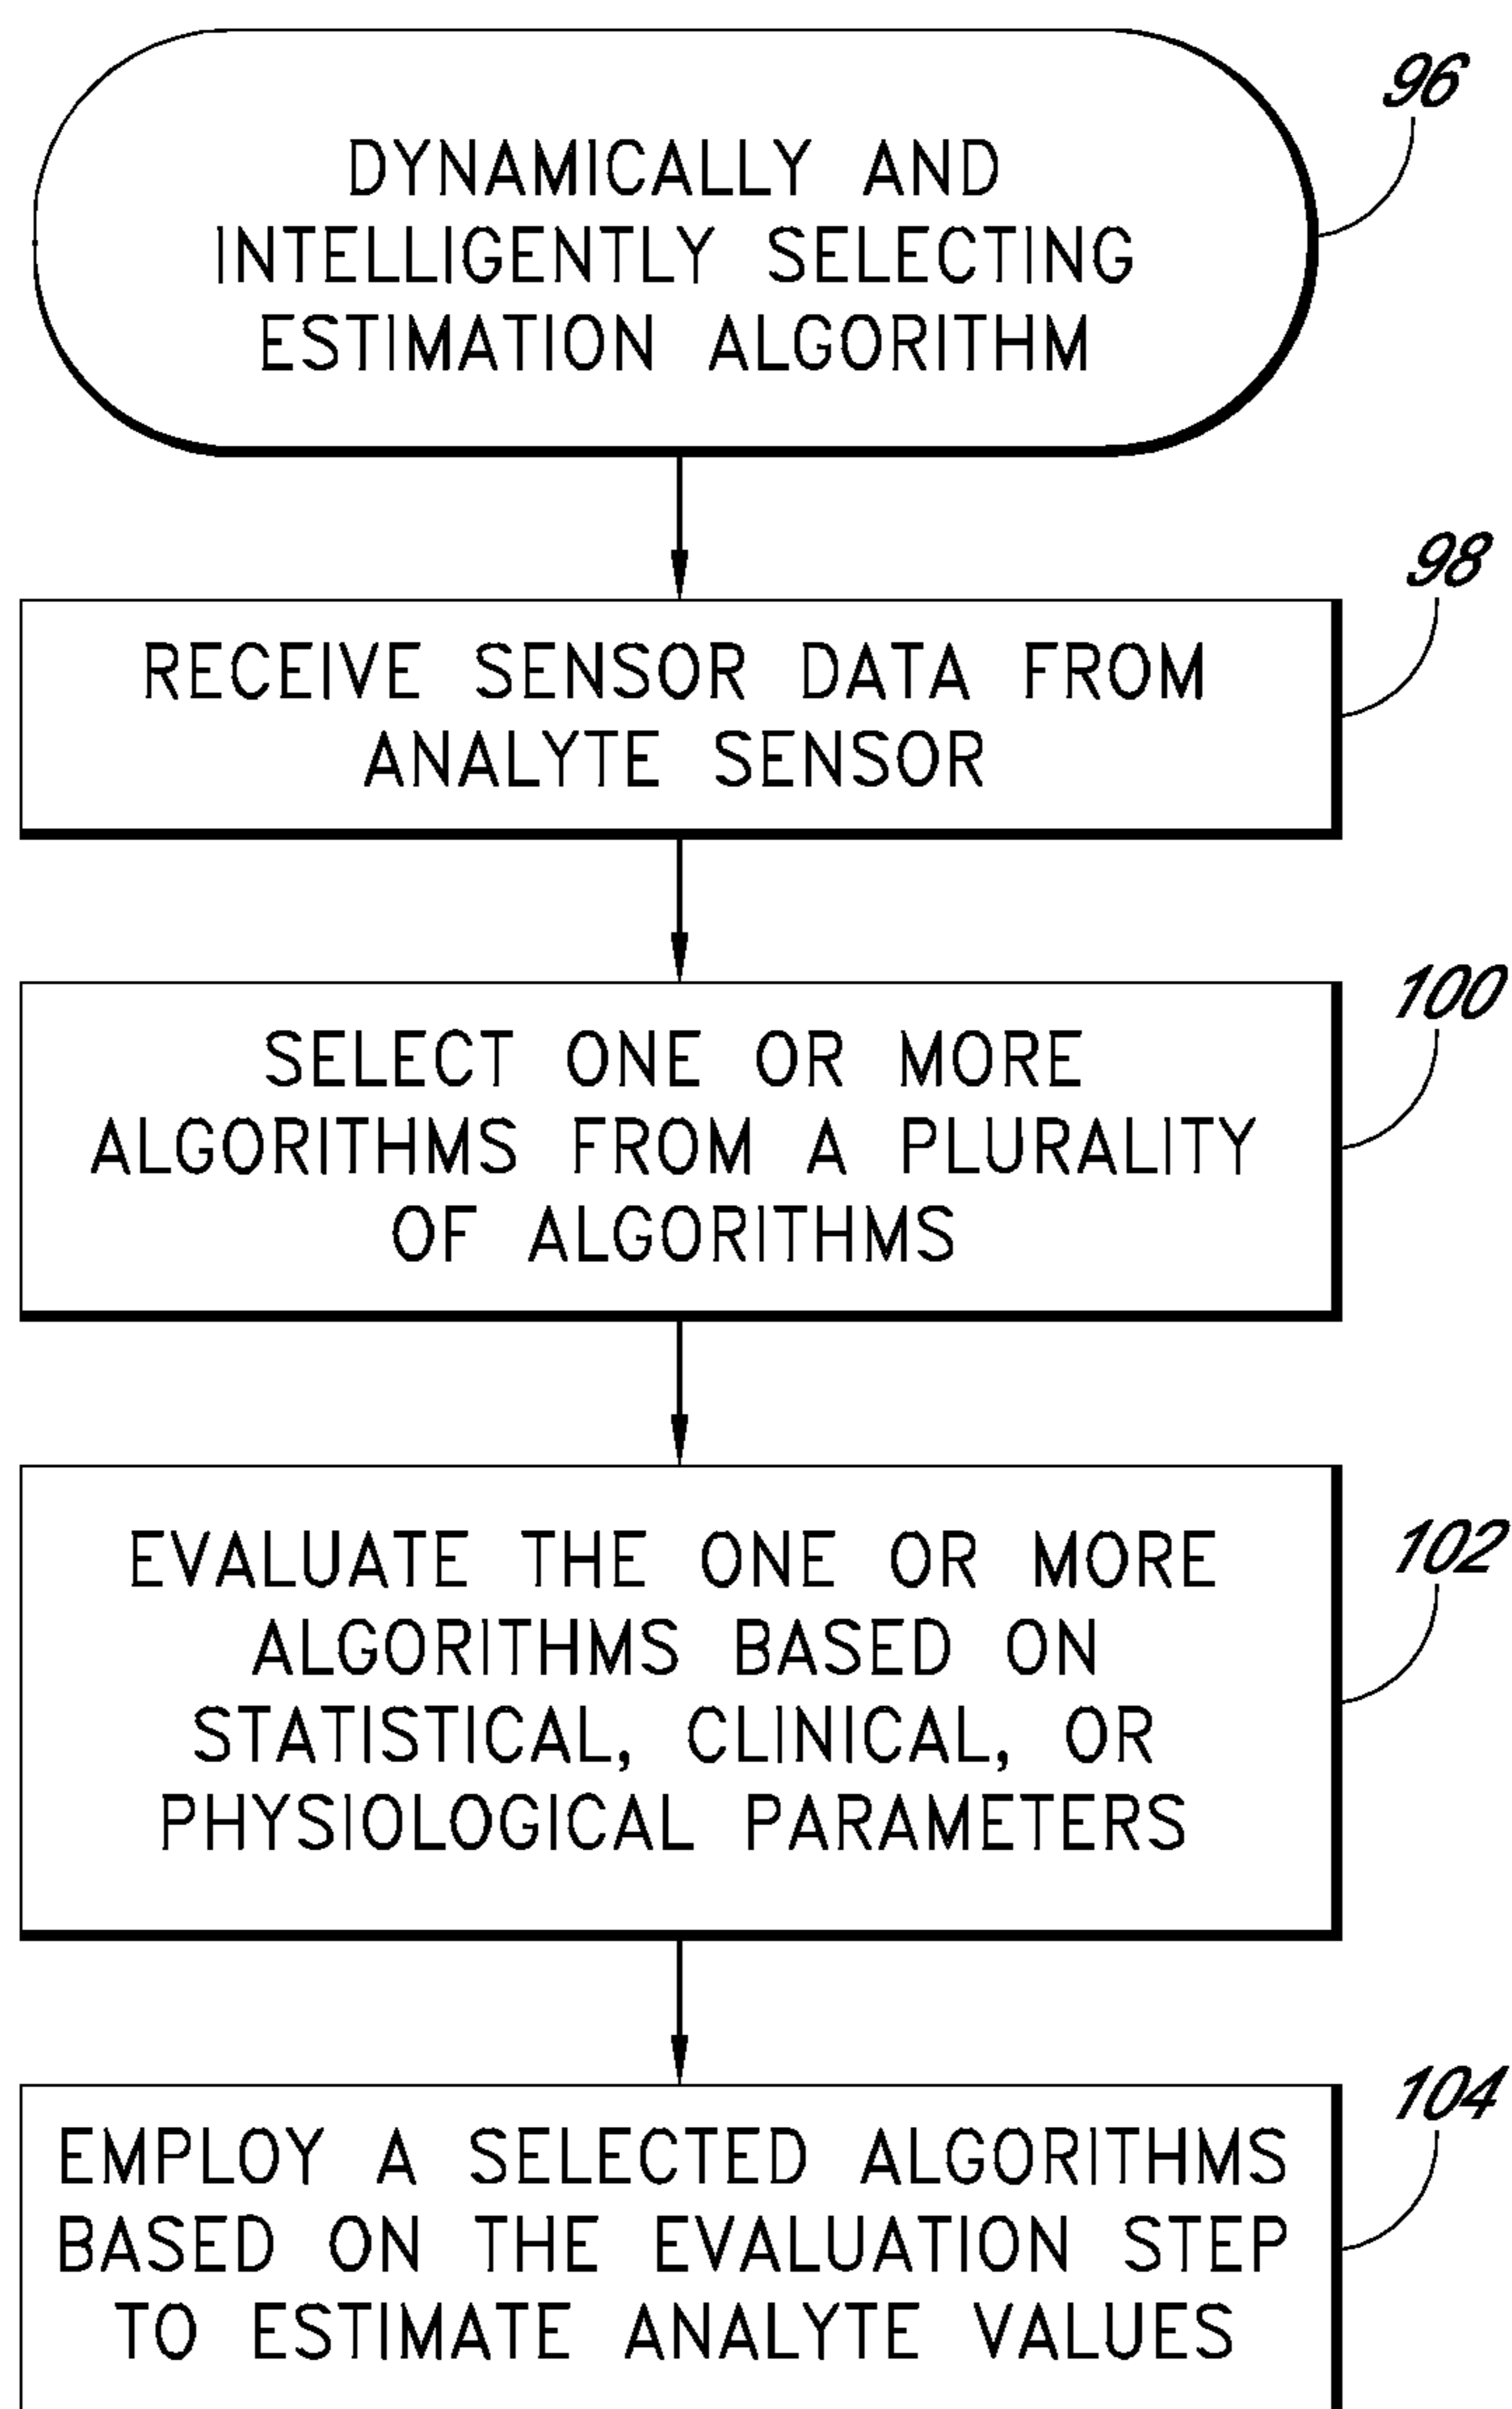 96
DYNAMICALLY AND
INTELLIGENTLY SELECTING
ESTIMATION ALGORITHM
98
RECEIVE SENSOR DATA FROM
ANALYTE SENSOR
100
SELECT ONE OR MORE
ALGORITHMS FROM A PLURALITY
OF ALGORITHMS
102
EVALUATE THE ONE OR MORE
ALGORITHMS BASED ON
STATISTICAL, CLINICAL, OR
PHYSIOLOGICAL PARAMETERS
104
EMPLOY A SELECTED ALGORITHMS
BASED ON THE EVALUATION STEP
TO ESTIMATE ANALYTE VALUES